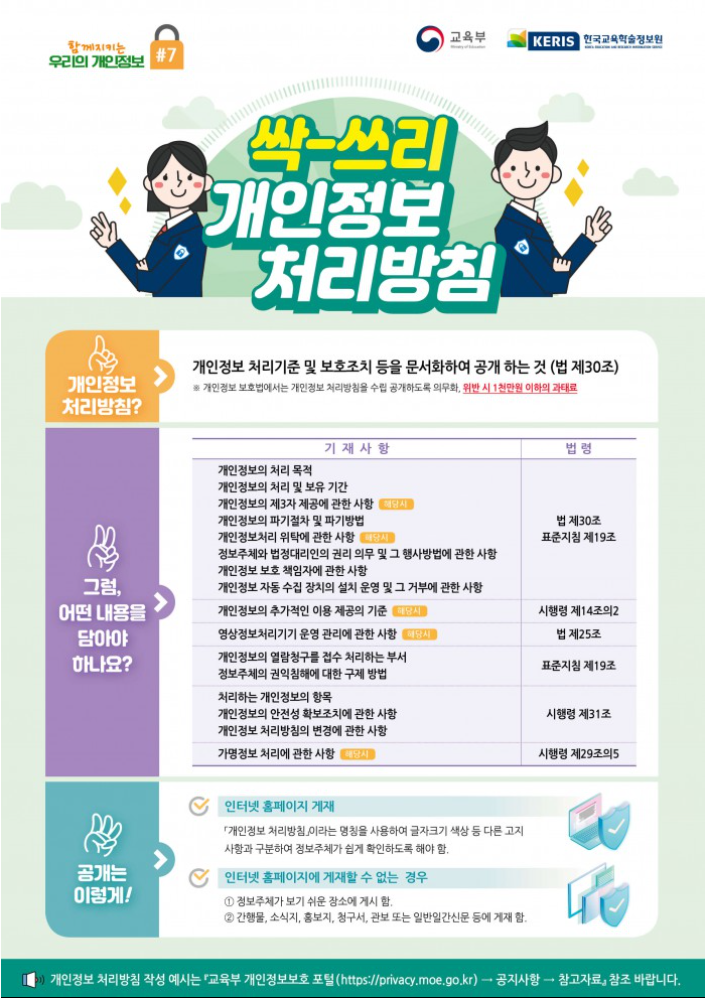 함께지키는
우리의 개인정보 #7
교육부
Ministry of Education
KERIS 한국교육학술정보원
KOREA EDUCATION AND RESEARCH INFORMATION SERVICE
싹-쓰리
개인정보
처리방침
개인정보
처리방침?
개인정보 처리기준 및 보호조치 등을 문서화하여 공개 하는 것 (법 제30조)
※ 개인정보 보호법에서는 개인정보 처리방침을 수립 공개하도록 의무화, 위반 시 1천만원 이하의 과태료
그럼,
어떤 내용을
담아야
하나요?
기 재 사 항 법 령
개인정보의 처리 목적
개인정보의 처리 및 보유 기간
개인정보의 제3자 제공에 관한 사항 해당시
개인정보의 파기절차 및 파기방법
개인정보처리 위탁에 관한 사항 해당시
정보주체와 법정대리인의 권리 의무 및 그 행사방법에 관한 사항
개인정보 보호 책임자에 관한 사항
개인정보 자동 수집 장치의 설치 운영 및 그 거부에 관한 사항
법 제30조
표준지침 제19조
개인정보의 추가적인 이용 제공의 기준 해당시 시행령 제14조의2
영상정보처리기기 운영 관리에 관한 사항 해당시 법 제25조
개인정보의 열람청구를 접수 처리하는 부서
정보주체의 권익침해에 대한 구제 방법
표준지침 제19조
처리하는 개인정보의 항목
개인정보의 안전성 확보조치에 관한 사항
개인정보 처리방침의 변경에 관한 사항
시행령 제31조
가명정보 처리에 관한 사항 해당시 시행령 제29조의5
공개는
이렇게!
인터넷 홈페이지 게재
「개인정보 처리방침」이라는 명칭을 사용하여 글자크기 색상 등 다른 고지
사항과 구분하여 정보주체가 쉽게 확인하도록 해야 함.
인터넷 홈페이지에 게재할 수 없는 경우
① 정보주체가 보기 쉬운 장소에 게시 함.
② 간행물, 소식지, 홍보지, 청구서, 관보 또는 일반일간신문 등에 게재 함.
개인정보 처리방침 작성 예시는 『교육부 개인정보보호 포털(https://privacy.moe.go.kr) → 공지사항 → 참고자료』 참조 바랍니다.